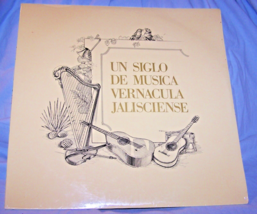 UN SIGLO
DE MUSICA
VERNACULA
JALISCIENSE